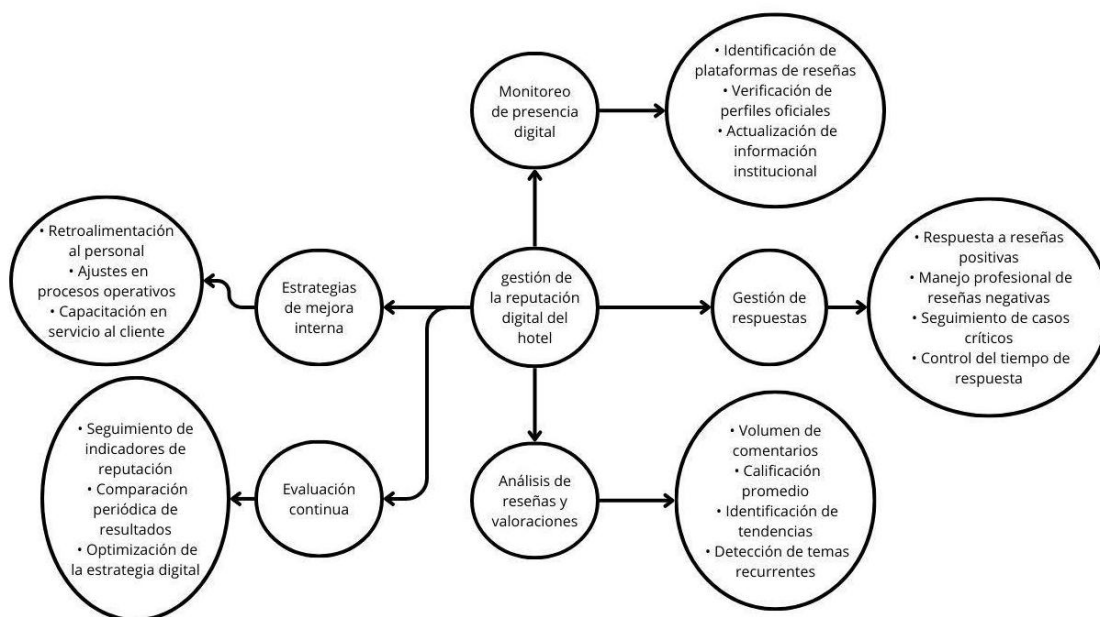 Monitoreo
de presencia
digital
• Identificación de
plataformas de reseñas
• Verificación de
perfiles oficiales
• Actualización de
información
institucional
• Retroalimentación
al personal
• Ajustes en
procesos operativos
• Capacitación en
servicio al cliente
Estrategias
de mejora
interna
gestión de
la reputación
digital del
hotel
Gestión de
respuestas
• Respuesta a reseñas
positivas
• Manejo profesional de
reseñas negativas
• Seguimiento de casos
críticos
• Control del tiempo de
respuesta
• Seguimiento de
indicadores de
reputación
• Comparación
periódica de
resultados
• Optimización de
la estrategia digital
Evaluación
continua
Análisis de
reseñas y
valoraciones
• Volumen de
comentarios
• Calificación
promedio
• Identificación de
tendencias
• Detección de temas
recurrentes